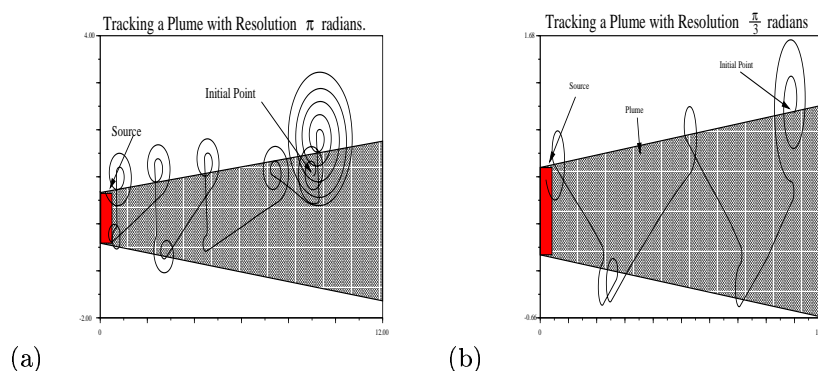 Tracking a Plume with Resolution π radians.
4.00
Initial Point
Source
-2.00
0
12.00
(a)
Tracking a Plume with Resolution π/3 radians
1.68
Initial Point
Source
Plume
-0.66
0
(b)